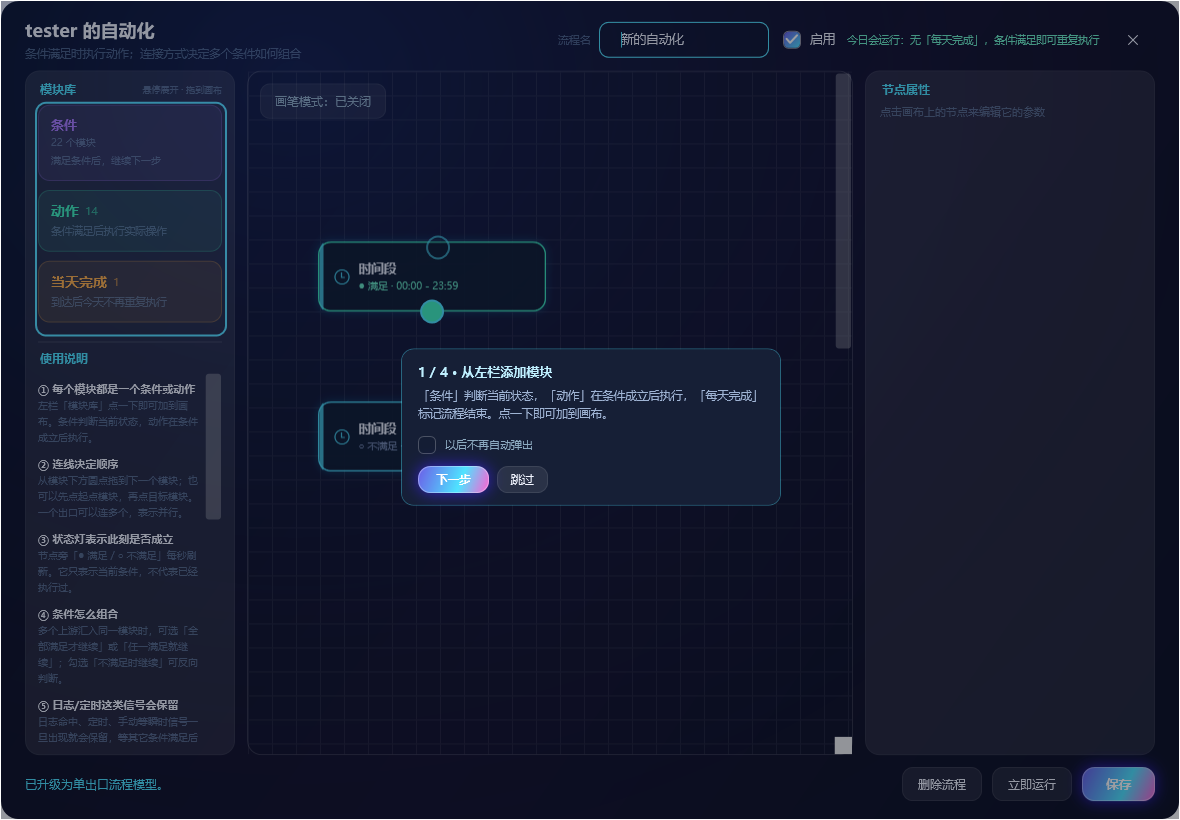 tester 的自动化
条件满足时执行动作；连接方式决定多个条件如何组合
流程名
新的自动化
启用
今日会运行：无「每天完成」，条件满足即可重复执行
模块库
悬停展开 · 拖到画布
条件
22 个模块
满足条件后，继续下一步
动作 14
条件满足后执行实际操作
当天完成 1
到达后今天不再重复执行
使用说明
① 每个模块都是一个条件或动作
左栏「模块库」点一下即可加到画
布。条件判断当前状态，动作在条件
成立后执行。
② 连线决定顺序
从模块下方圆点拖到下一个模块；也
可以先点起点模块，再点目标模块。
一个出口可以连多个，表示并行。
③ 状态灯表示此刻是否成立
节点旁「● 满足 / ○ 不满足」每秒刷
新。它只表示当前条件，不代表已经
执行过。
④ 条件怎么组合
多个上游汇入同一模块时，可选「全
部满足才继续」或「任一满足就继
续」；勾选「不满足时继续」可反向
判断。
⑤ 日志/定时这类信号会保留
日志命中、定时、手动等瞬时信号一
旦出现就会保留，等其它条件满足后
画笔模式：已关闭
时间段
● 满足 · 00:00 - 23:59
时间段
○ 不满足
1 / 4 • 从左栏添加模块
「条件」判断当前状态，「动作」在条件成立后执行，「每天完成」
标记流程结束。点一下即可加到画布。
以后不再自动弹出
下一步
跳过
节点属性
点击画布上的节点来编辑它的参数
已升级为单出口流程模型。
删除流程
立即运行
保存